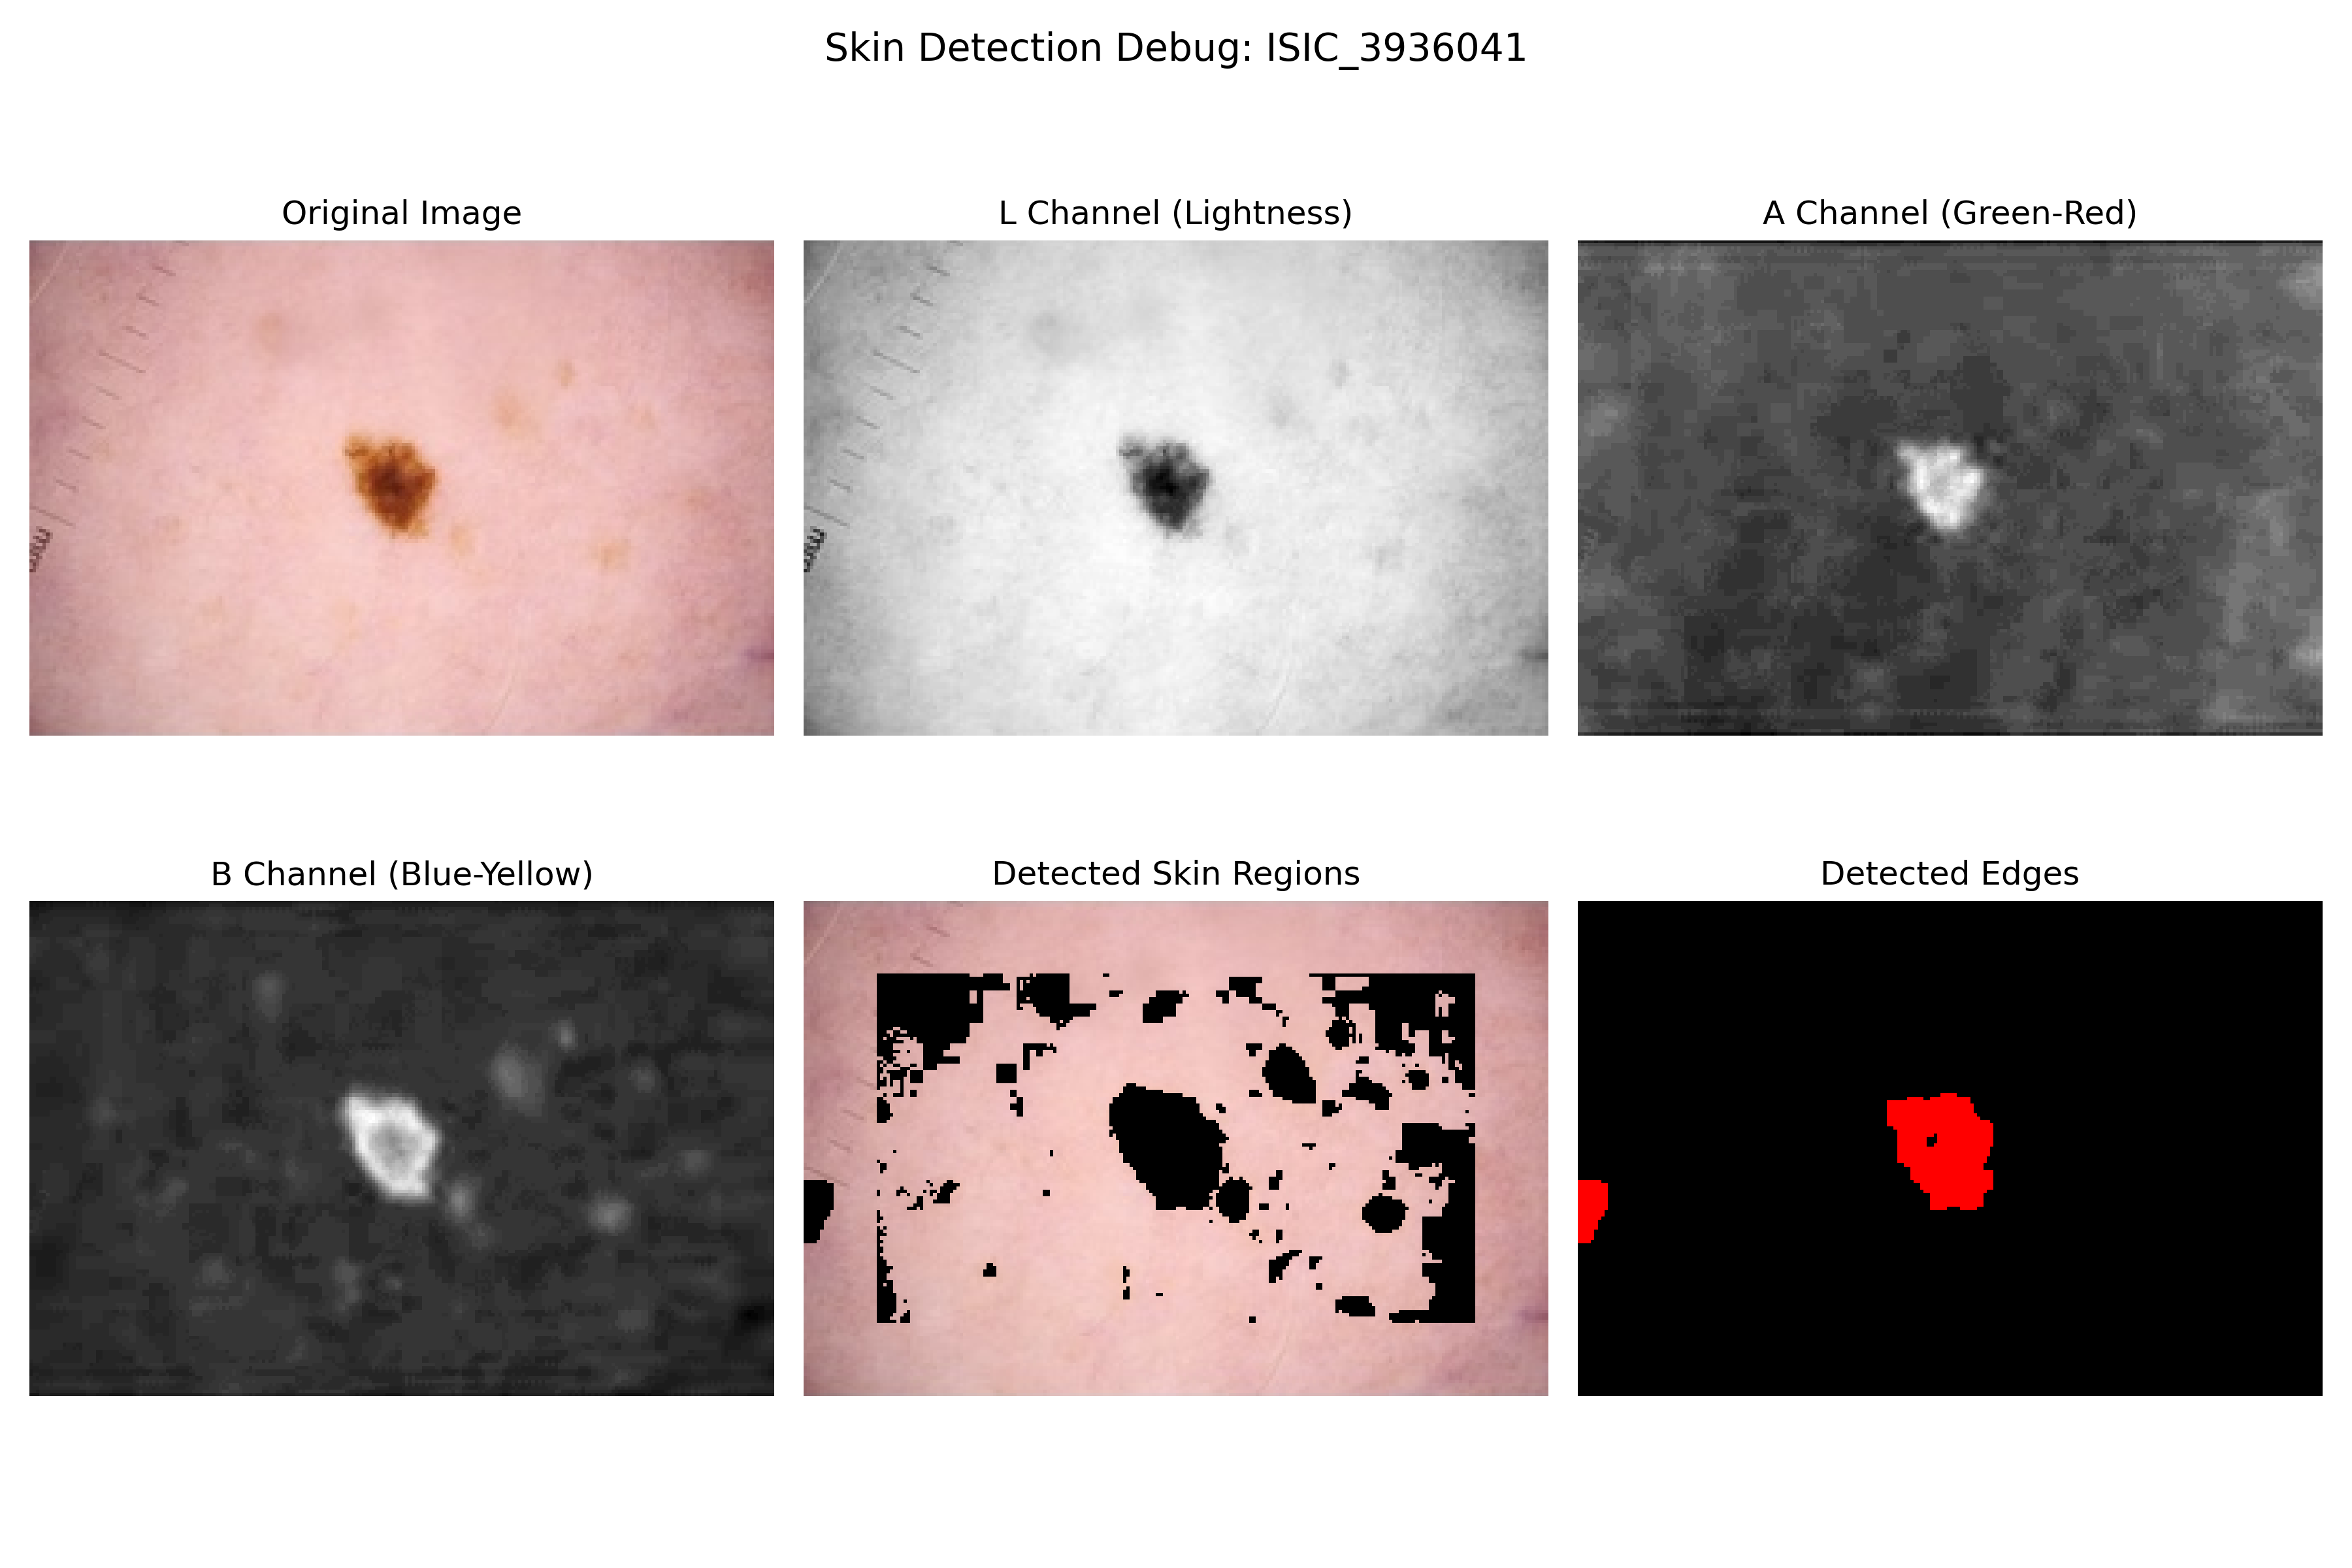 Skin Detection Debug: ISIC_3936041
Original Image
L Channel (Lightness)
A Channel (Green-Red)
B Channel (Blue-Yellow)
Detected Skin Regions
Detected Edges